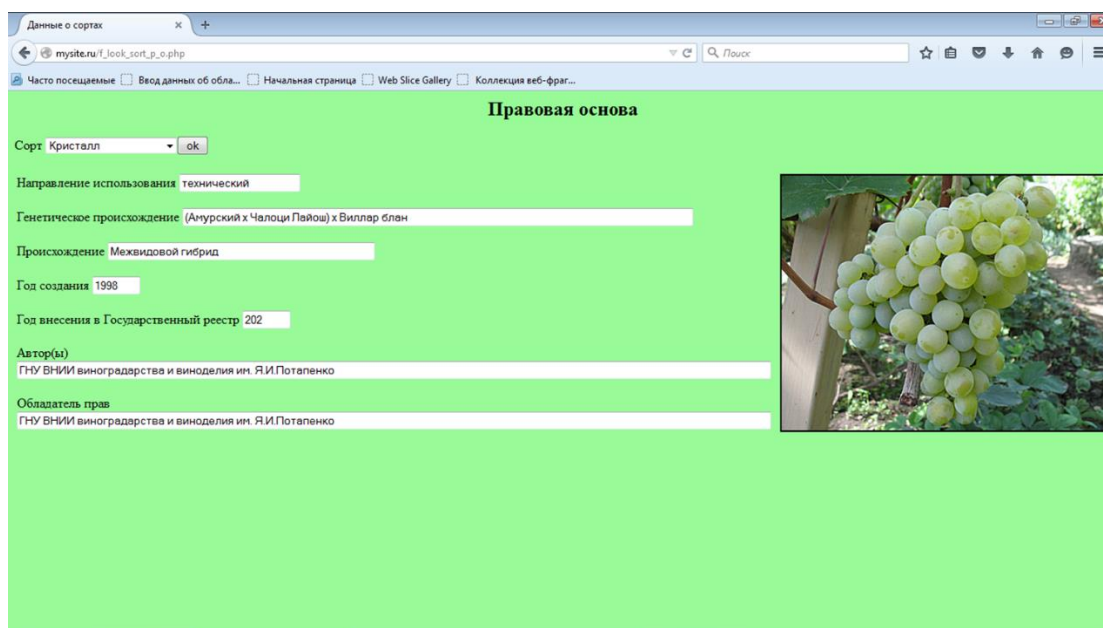 Данные о сортах × +
mysite.ru/f_look_sort_p_o.php
Поиск
Часто посещаемые Ввод данных об обла... Начальная страница Web Slice Gallery Коллекция веб-фраг...
Правовая основа
Сорт Кристалл ok
Направление использования технический
Генетическое происхождение (Амурский х Чалоци Лайош) х Виллар блан
Происхождение Межвидовой гибрид
Год создания 1998
Год внесения в Государственный реестр 202
Автор(ы)
ГНУ ВНИИ виноградарства и виноделия им. Я.И.Потапенко
Обладатель прав
ГНУ ВНИИ виноградарства и виноделия им. Я.И.Потапенко